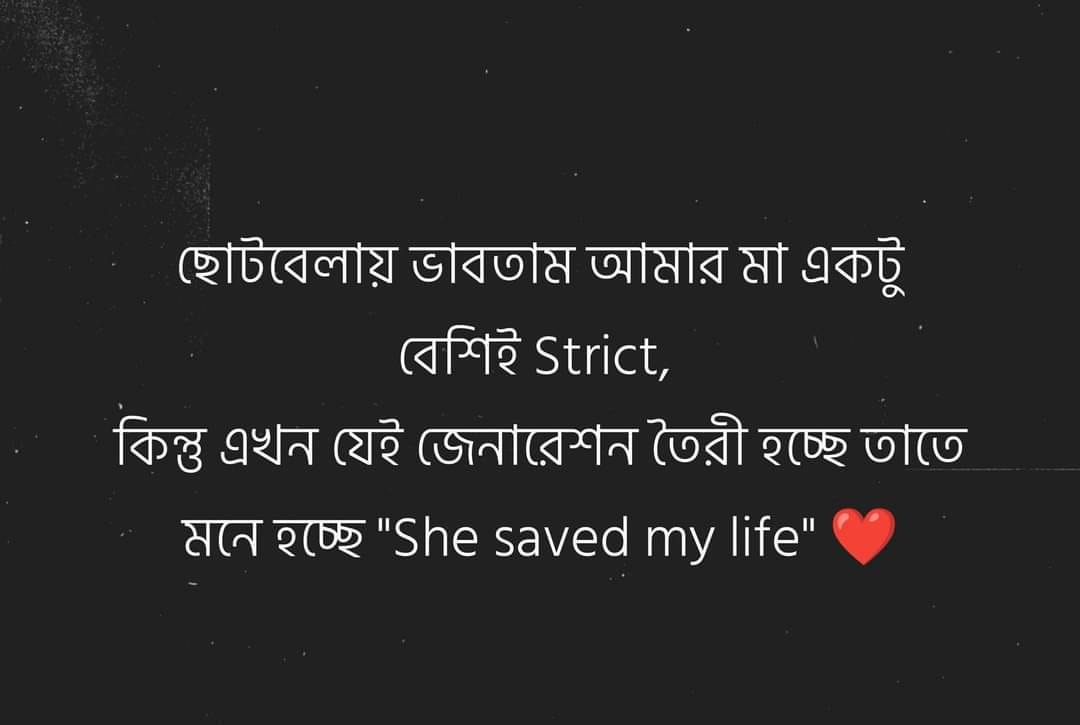 ছোটবেলায় ভাবতাম আমার মা একটু
বেশিই Strict,
কিন্তু এখন যেই জেনারেশন তৈরী হচ্ছে তাতে
মনে হচ্ছে "She saved my life" ❤️